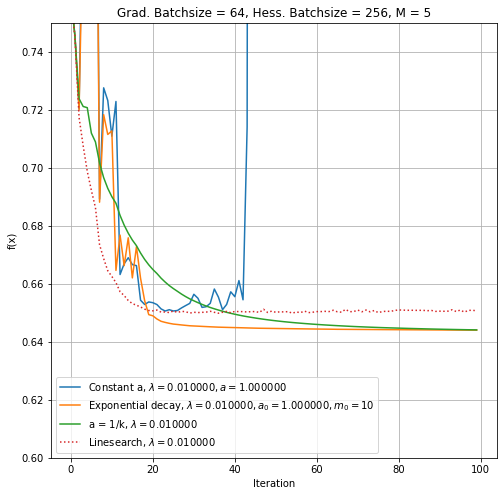 Grad. Batchsize = 64, Hess. Batchsize = 256, M = 5
f(x)
0.74
0.72
0.70
0.68
0.66
0.64
0.62
0.60
Constant a, λ = 0.010000, a = 1.000000
Exponential decay, λ = 0.010000, a₀ = 1.000000, m₀ = 10
a = 1/k, λ = 0.010000
Linesearch, λ = 0.010000
0 20 40 60 80 100
Iteration